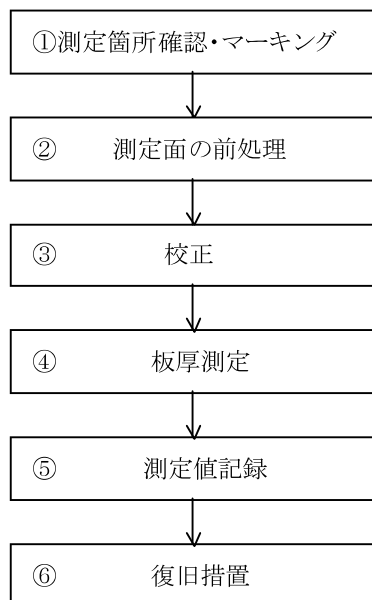 ①測定箇所確認・マーキング
② 測定面の前処理
③ 校正
④ 板厚測定
⑤ 測定値記録
⑥ 復旧措置